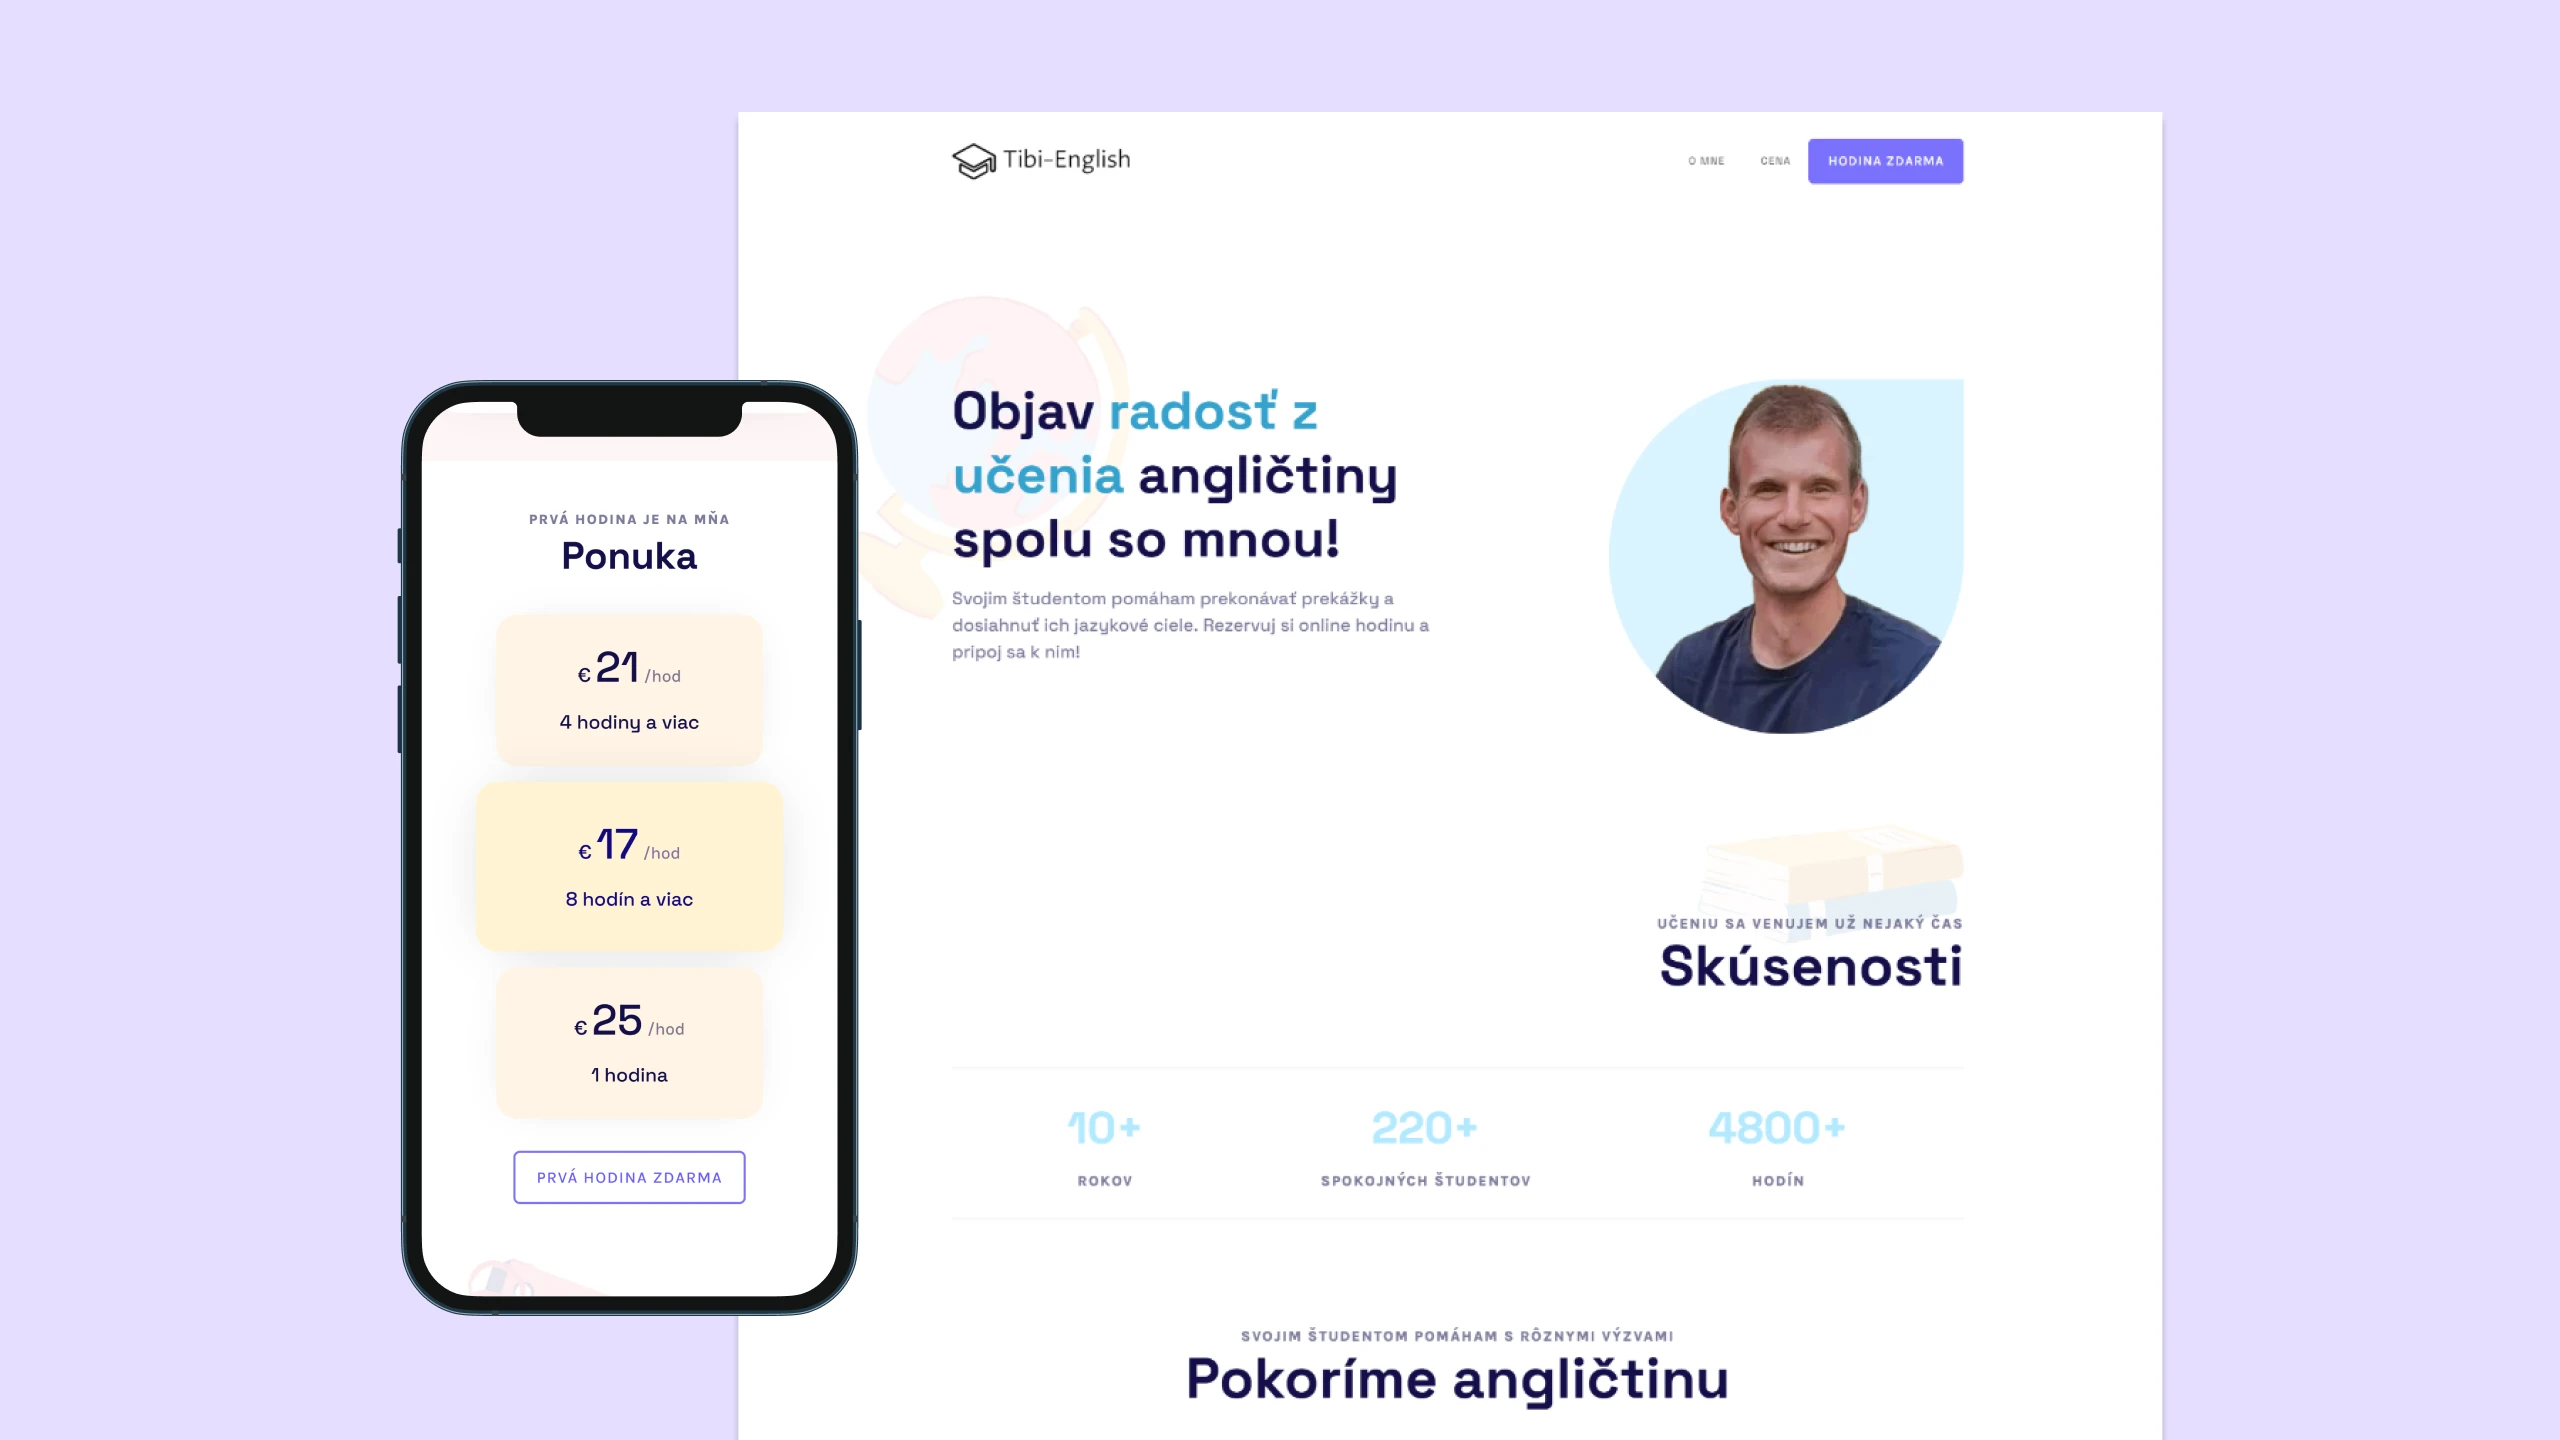 Tibi-English
O MNE
CENA
HODINA ZDARMA
Objav radosť z
učenia angličtiny
spolu so mnou!
Svojim študentom pomáham prekonávať prekážky a
dosiahnuť ich jazykové ciele. Rezervuj si online hodinu a
pripoj sa k nim!
PRVÁ HODINA JE NA MŇA
Ponuka
€21 /hod
4 hodiny a viac
€17 /hod
8 hodín a viac
€25 /hod
1 hodina
PRVÁ HODINA ZDARMA
UČENIU SA VENUJEM UŽ NEJAKÝ ČAS
Skúsenosti
10+
ROKOV
220+
SPOKOJNÝCH ŠTUDENTOV
4800+
HODÍN
SVOJIM ŠTUDENTOM POMÁHAM S RÔZNYMI VÝZVAMI
Pokoríme angličtinu